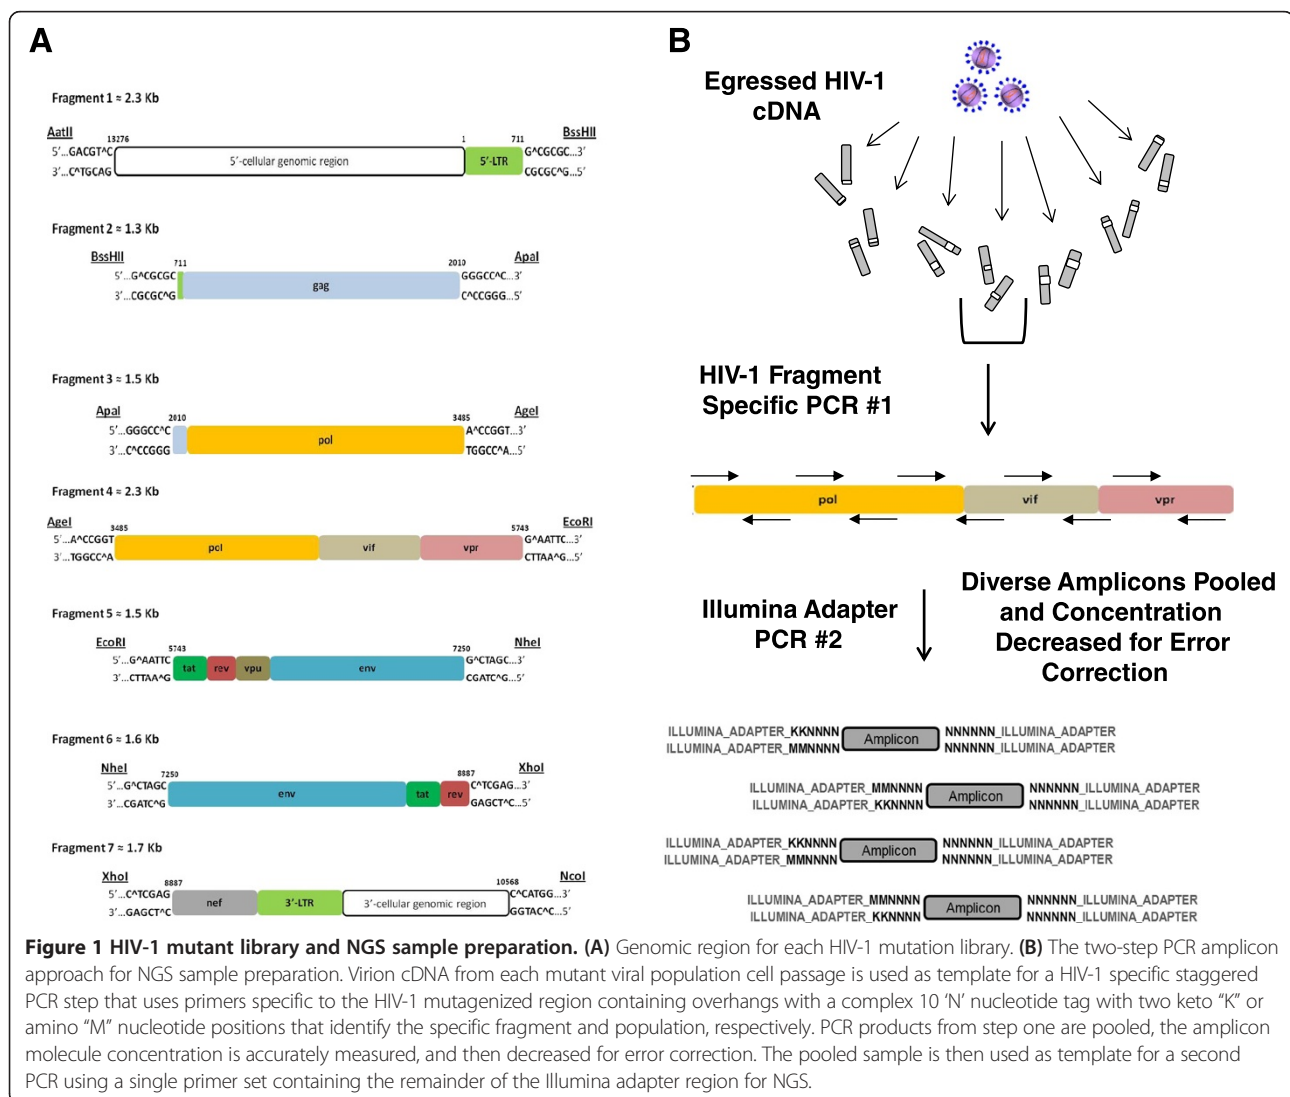 A
Fragment 1 ≈ 2.3 Kb
AatII 13276 1 711 BssHII
5'...GACGT^C 5'-cellular genomic region 5'-LTR G^CGCGC...3'
3'...C^TGCAG CGCGC^G...5'
Fragment 2 ≈ 1.3 Kb
BssHII 711 2010 ApaI
5'...G^CGCGC gag GGGCC^C...3'
3'...CGCGC^G C^CCGGG...5'
Fragment 3 ≈ 1.5 Kb
ApaI 2010 3485 AgeI
5'...GGGCC^C pol A^CCGGT...3'
3'...C^CCGGG TGGCC^A...5'
Fragment 4 ≈ 2.3 Kb
AgeI 3485 5743 EcoRI
5'...A^CCGGT pol vif vpr G^AATTC...3'
3'...TGGCC^A CTTAA^G...5'
Fragment 5 ≈ 1.5 Kb
EcoRI 5743 7250 NheI
5'...G^AATTC tat rev vpu env G^CTAGC...3'
3'...CTTAA^G CGATC^G...5'
Fragment 6 ≈ 1.6 Kb
NheI 7250 8887 XhoI
5'...G^CTAGC env tat rev C^TCGAG...3'
3'...CGATC^G GAGCT^C...5'
Fragment 7 ≈ 1.7 Kb
XhoI 8887 10568 NcoI
5'...C^TCGAG nef 3'-LTR 3'-cellular genomic region C^CATGG...3'
3'...GAGCT^C GGTAC^C...5'
B
Egressed HIV-1
cDNA
HIV-1 Fragment
Specific PCR #1
pol vif vpr
Illumina Adapter
PCR #2
Diverse Amplicons Pooled
and Concentration
Decreased for Error
Correction
ILLUMINA_ADAPTER_KKNNNN Amplicon NNNNNN_ILLUMINA_ADAPTER
ILLUMINA_ADAPTER_MMNNNN NNNNNN_ILLUMINA_ADAPTER
ILLUMINA_ADAPTER_MMNNNN Amplicon NNNNNN_ILLUMINA_ADAPTER
ILLUMINA_ADAPTER_KKNNNN NNNNNN_ILLUMINA_ADAPTER
ILLUMINA_ADAPTER_KKNNNN Amplicon NNNNNN_ILLUMINA_ADAPTER
ILLUMINA_ADAPTER_MMNNNN NNNNNN_ILLUMINA_ADAPTER
ILLUMINA_ADAPTER_MMNNNN Amplicon NNNNNN_ILLUMINA_ADAPTER
ILLUMINA_ADAPTER_KKNNNN NNNNNN_ILLUMINA_ADAPTER
Figure 1 HIV-1 mutant library and NGS sample preparation. (A) Genomic region for each HIV-1 mutation library. (B) The two-step PCR amplicon
approach for NGS sample preparation. Virion cDNA from each mutant viral population cell passage is used as template for a HIV-1 specific staggered
PCR step that uses primers specific to the HIV-1 mutagenized region containing overhangs with a complex 10 ‘N’ nucleotide tag with two keto “K” or
amino “M” nucleotide positions that identify the specific fragment and population, respectively. PCR products from step one are pooled, the amplicon
molecule concentration is accurately measured, and then decreased for error correction. The pooled sample is then used as template for a second
PCR using a single primer set containing the remainder of the Illumina adapter region for NGS.